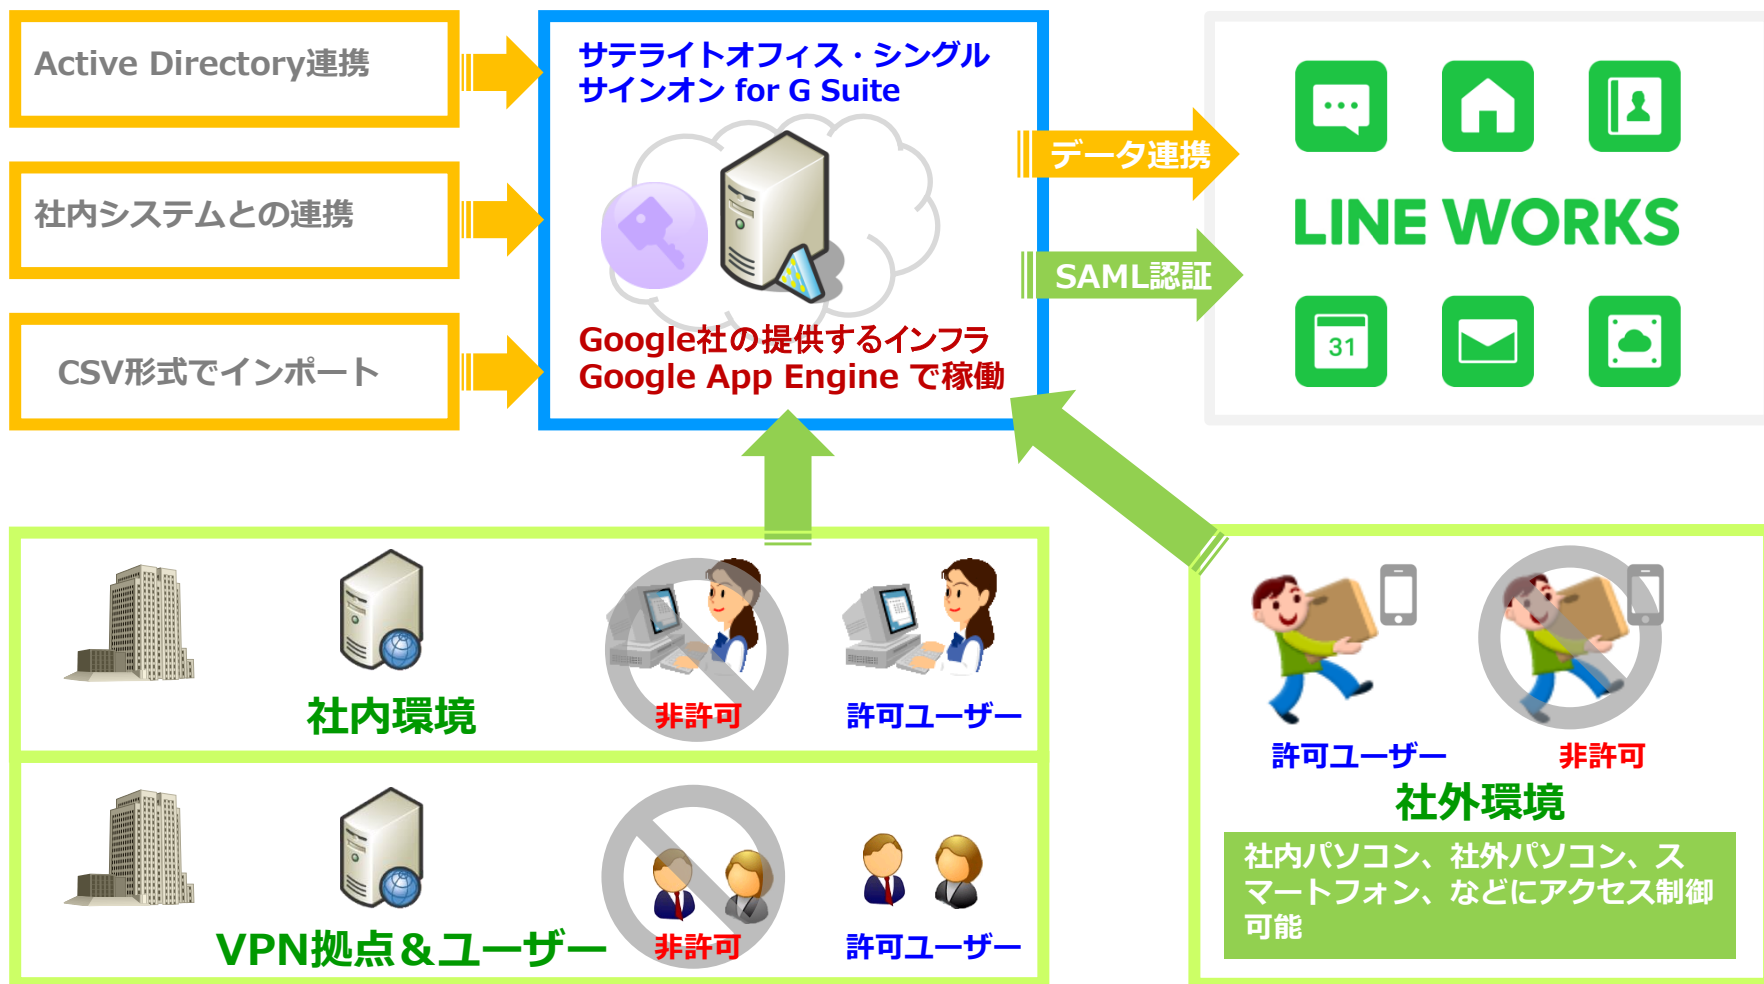 Active Directory連携
社内システムとの連携
CSV形式でインポート
サテライトオフィス・シングル
サインオン for G Suite
Google社の提供するインフラ
Google App Engine で稼働
データ連携
SAML認証
LINE WORKS
31
社内環境
非許可
許可ユーザー
VPN拠点＆ユーザー
非許可
許可ユーザー
許可ユーザー
非許可
社外環境
社内パソコン、社外パソコン、ス
マートフォン、などにアクセス制御
可能